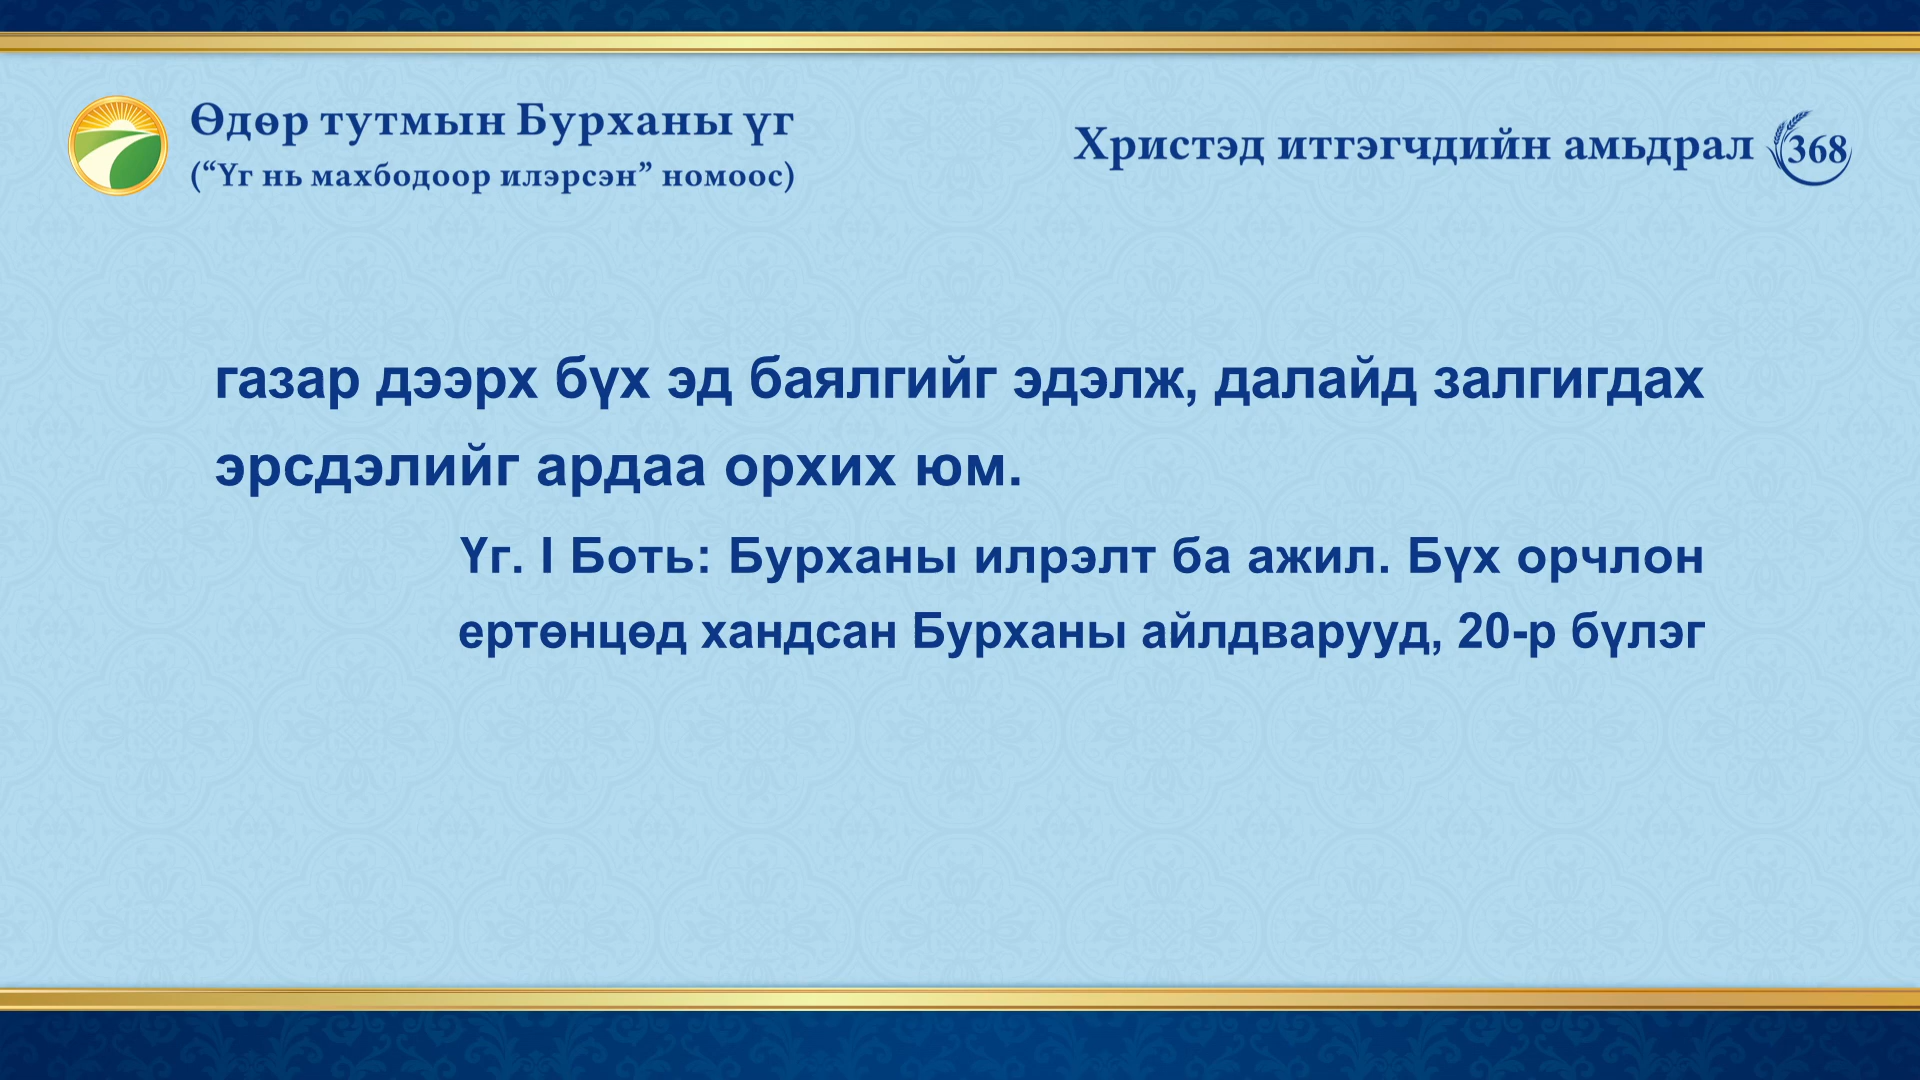 Өдөр тутмын Бурханы үг
(“Үг нь махбодоор илэрсэн” номоос)
Христэд итгэгчдийн амьдрал 368
газар дээрх бүх эд баялгийг эдэлж, далайд залгигдах
эрсдэлийг ардаа орхих юм.
Үг. I Боть: Бурханы илрэлт ба ажил. Бүх орчлон
ертөнцөд хандсан Бурханы айлдварууд, 20-р бүлэг